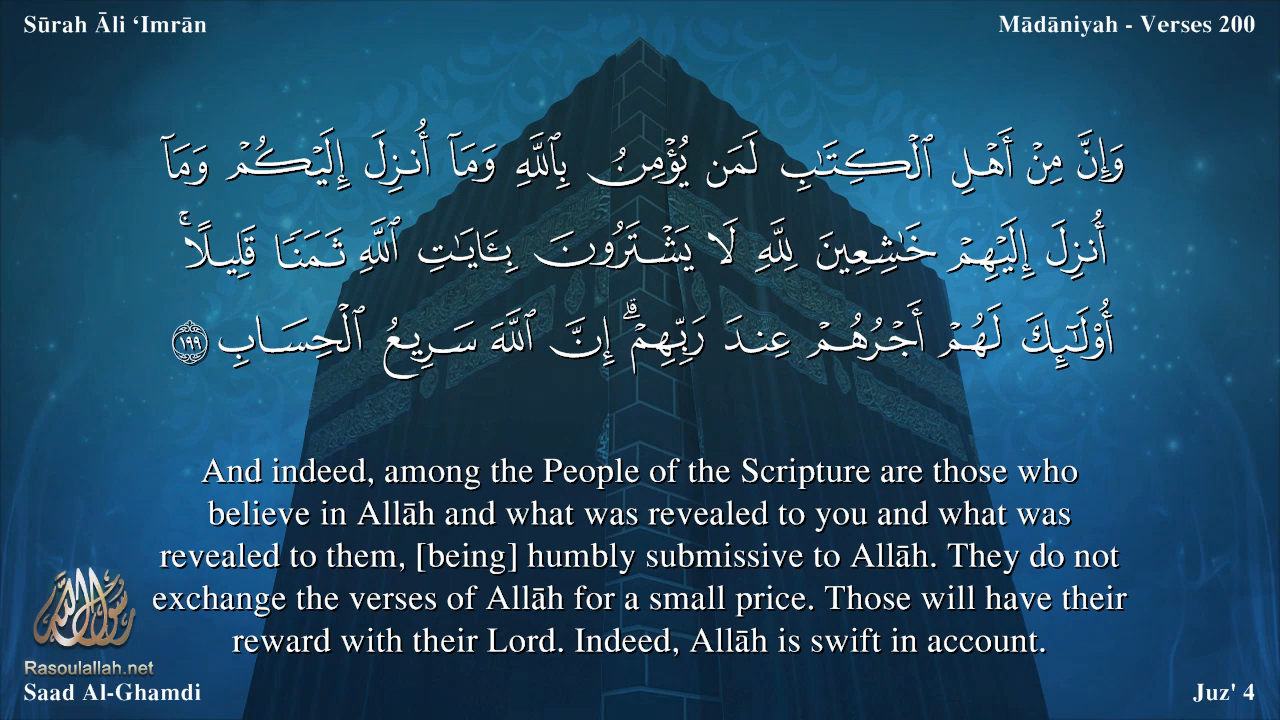 Sūrah Āli ‘Imrān
Mādāniyah - Verses 200
وَإِنَّ مِنْ أَهْلِ ٱلْكِتَٰبِ لَمَن يُؤْمِنُ بِٱللَّهِ وَمَآ أُنزِلَ إِلَيْكُمْ وَمَآ
أُنزِلَ إِلَيْهِمْ خَٰشِعِينَ لِلَّهِ لَا يَشْتَرُونَ بِـَٔايَٰتِ ٱللَّهِ ثَمَنًا قَلِيلًا ۚ
أُو۟لَٰٓئِكَ لَهُمْ أَجْرُهُمْ عِندَ رَبِّهِمْ ۗ إِنَّ ٱللَّهَ سَرِيعُ ٱلْحِسَابِ ١٩٩
And indeed, among the People of the Scripture are those who
believe in Allāh and what was revealed to you and what was
revealed to them, [being] humbly submissive to Allāh. They do not
exchange the verses of Allāh for a small price. Those will have their
reward with their Lord. Indeed, Allāh is swift in account.
رسول الله
Rasoulallah.net
Saad Al-Ghamdi
Juz' 4